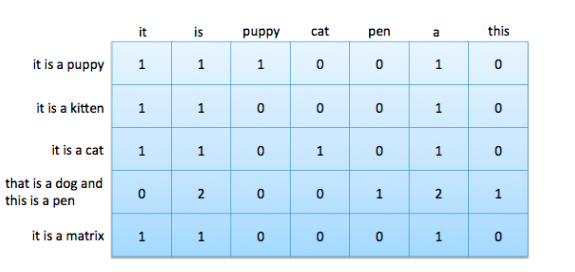 it is puppy cat pen a this
it is a puppy 1 1 1 0 0 1 0
it is a kitten 1 1 0 0 0 1 0
it is a cat 1 1 0 1 0 1 0
that is a dog and
this is a pen 0 2 0 0 1 2 1
it is a matrix 1 1 0 0 0 1 0